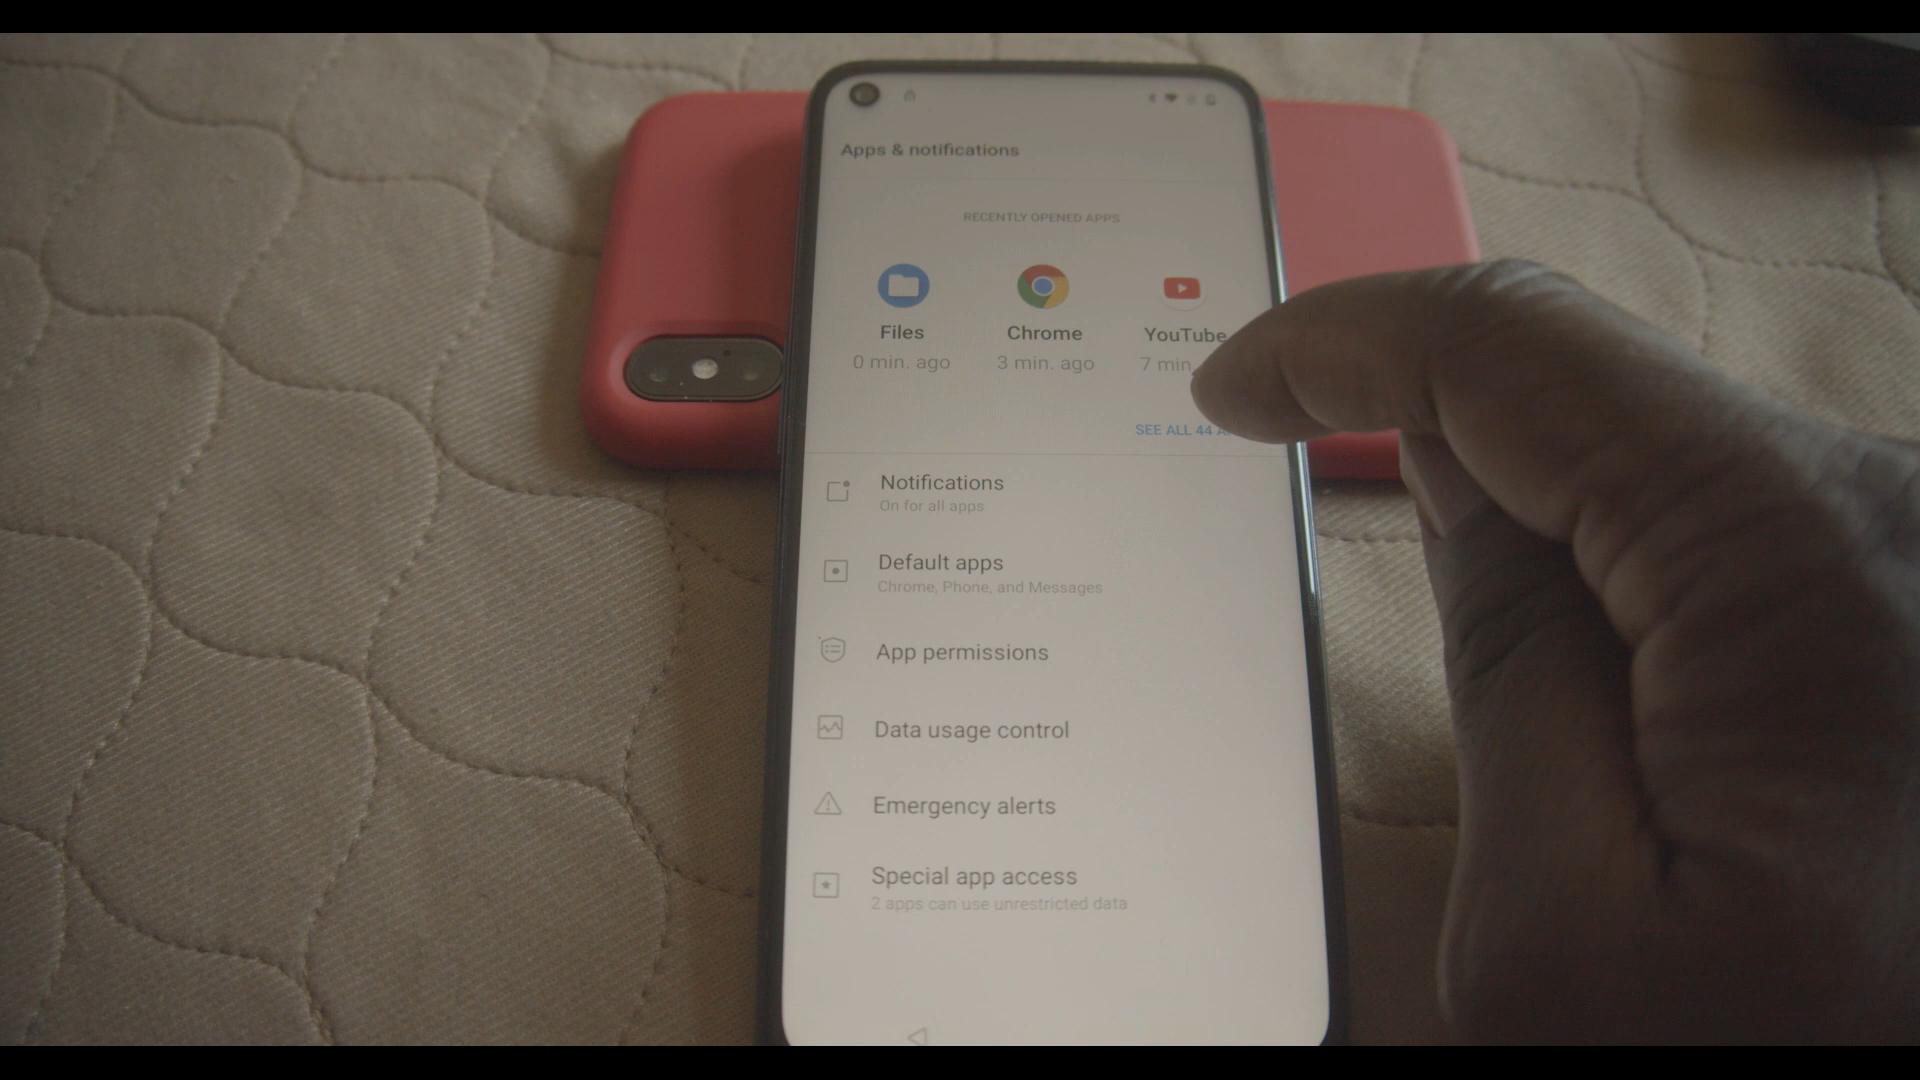 Apps & notifications
RECENTLY OPENED APPS
Files
Chrome
YouTube
0 min. ago
3 min. ago
7 min.
SEE ALL 44
Notifications
On for all apps
Default apps
Chrome, Phone, and Messages
App permissions
Data usage control
Emergency alerts
Special app access
2 apps can use unrestricted data